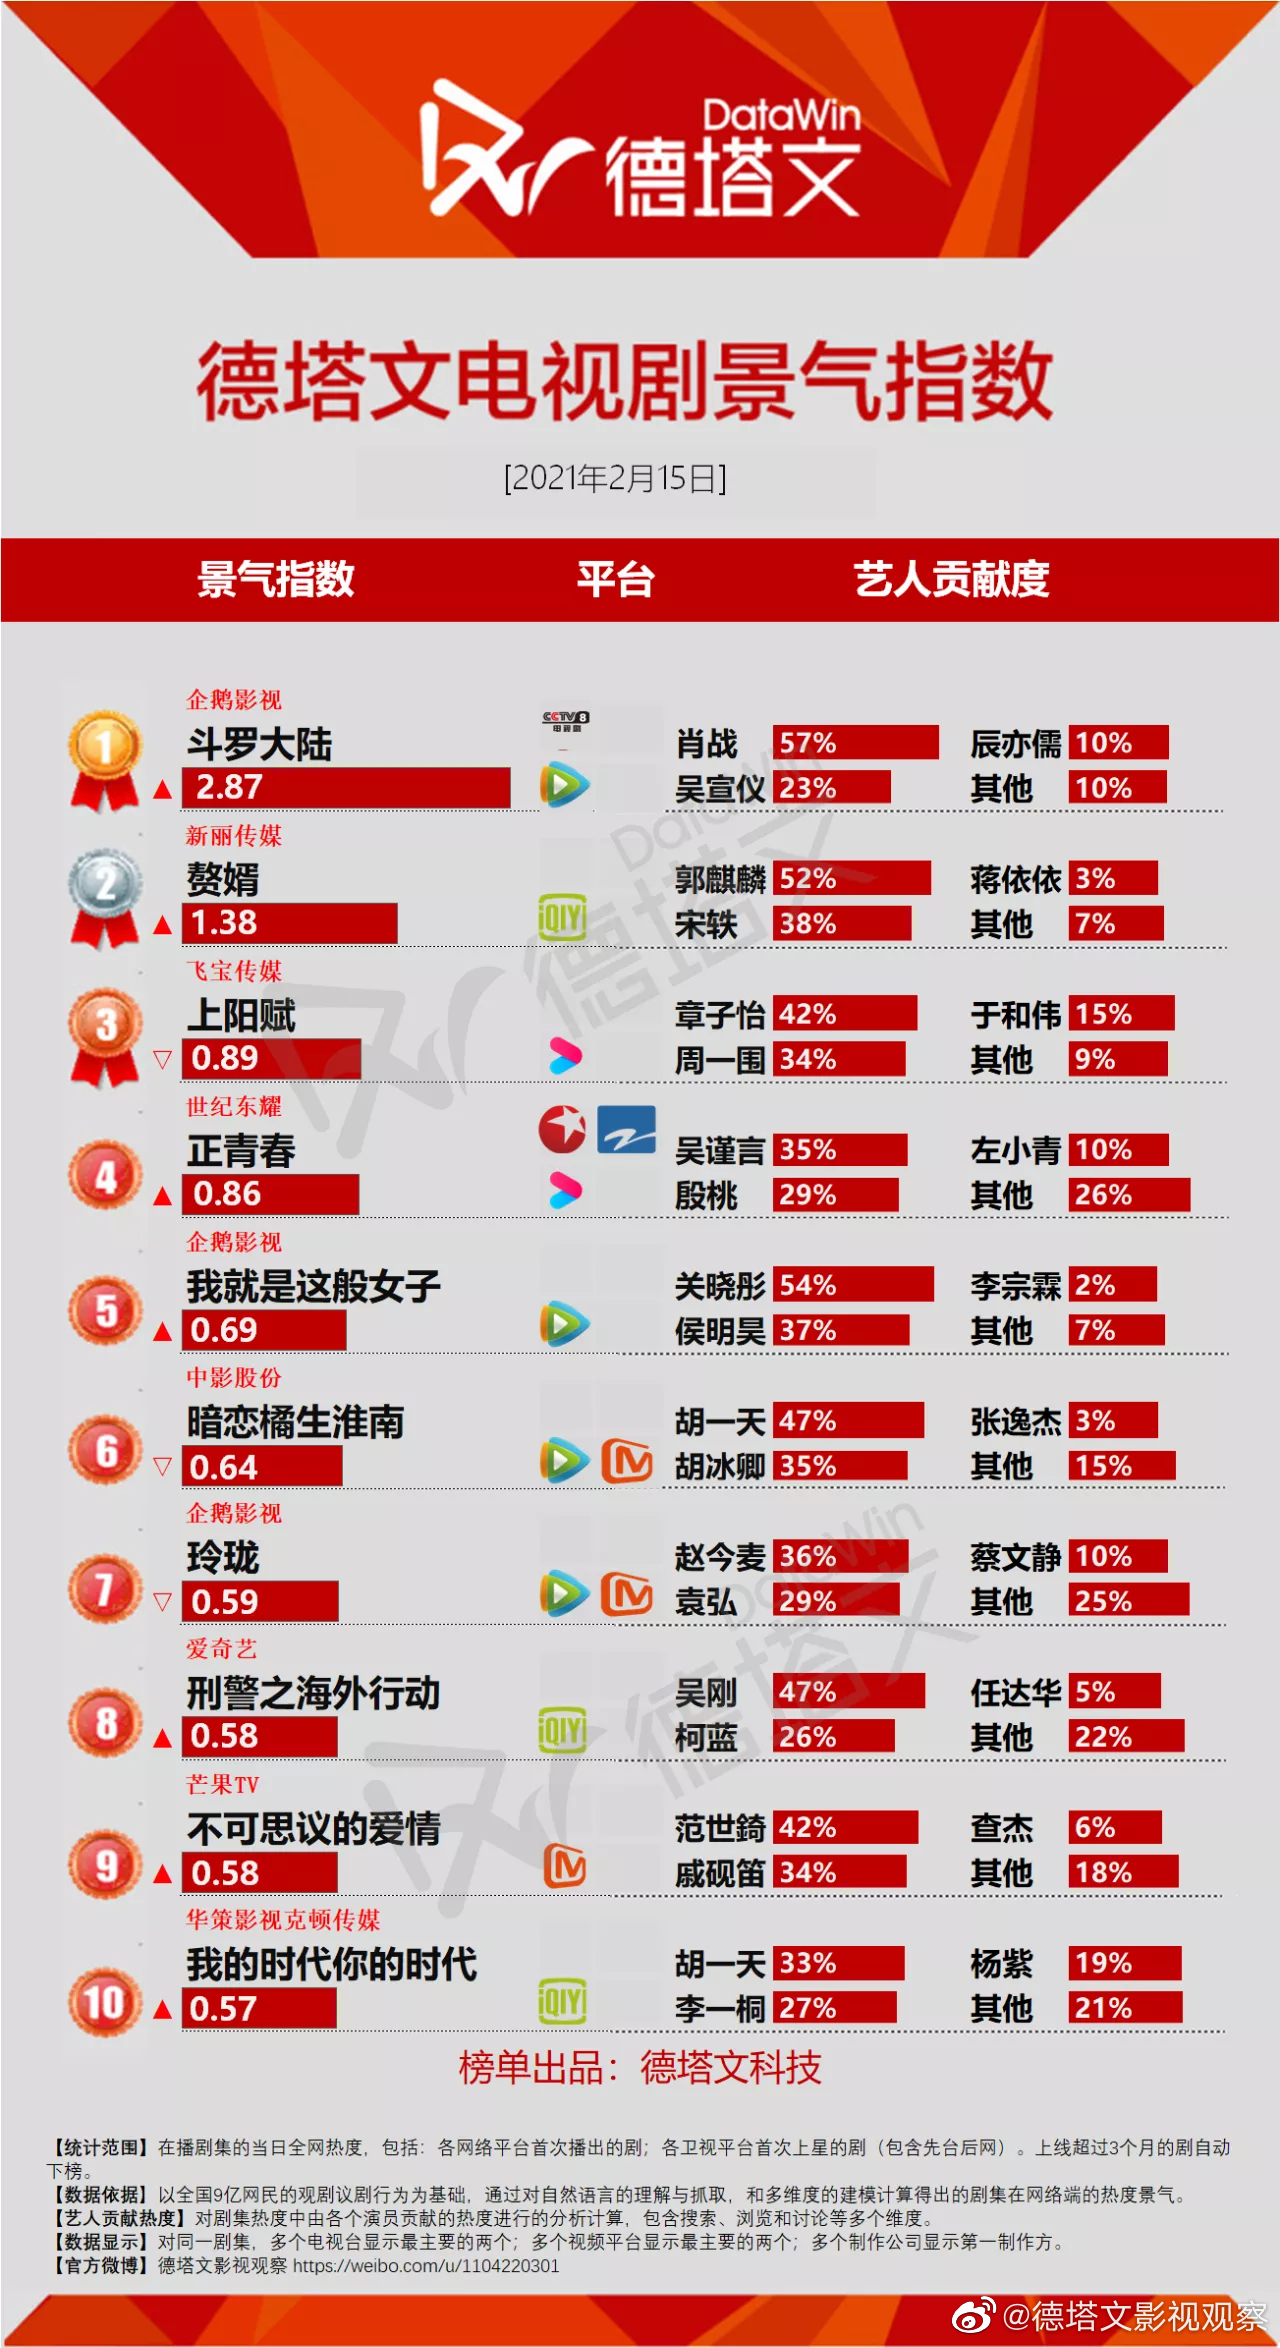 DataWin
德塔文
德塔文电视剧景气指数
[2021年2月15日]
景气指数 平台 艺人贡献度
企鹅影视
1 斗罗大陆 CCTV 8 电视剧 肖战 57% 辰亦儒 10%
▲ 2.87 吴宣仪 23% 其他 10%
新丽传媒
2 赘婿 郭麒麟 52% 蒋依依 3%
▲ 1.38 iQIYI 宋轶 38% 其他 7%
飞宝传媒
3 上阳赋 章子怡 42% 于和伟 15%
▽ 0.89 周一围 34% 其他 9%
世纪东耀
4 正青春 吴谨言 35% 左小青 10%
▲ 0.86 殷桃 29% 其他 26%
企鹅影视
5 我就是这般女子 关晓彤 54% 李宗霖 2%
▲ 0.69 侯明昊 37% 其他 7%
中影股份
6 暗恋橘生淮南 胡一天 47% 张逸杰 3%
▽ 0.64 胡冰卿 35% 其他 15%
企鹅影视
7 玲珑 赵今麦 36% 蔡文静 10%
▽ 0.59 袁弘 29% 其他 25%
爱奇艺
8 刑警之海外行动 吴刚 47% 任达华 5%
▲ 0.58 iQIYI 柯蓝 26% 其他 22%
芒果TV
9 不可思议的爱情 范世錡 42% 查杰 6%
▲ 0.58 戚砚笛 34% 其他 18%
华策影视克顿传媒
10 我的时代你的时代 胡一天 33% 杨紫 19%
▲ 0.57 iQIYI 李一桐 27% 其他 21%
榜单出品：德塔文科技
【统计范围】在播剧集的当日全网热度，包括：各网络平台首次播出的剧；各卫视平台首次上星的剧（包含先台后网）。上线超过3个月的剧自动
下榜。
【数据依据】以全国9亿网民的观剧议剧行为为基础，通过对自然语言的理解与抓取，和多维度的建模计算得出的剧集在网络端的热度景气。
【艺人贡献热度】对剧集热度中由各个演员贡献的热度进行的分析计算，包含搜索、浏览和讨论等多个维度。
【数据显示】对同一剧集，多个电视台显示最主要的两个；多个视频平台显示最主要的两个；多个制作公司显示第一制作方。
【官方微博】德塔文影视观察 https://weibo.com/u/1104220301
@德塔文影视观察